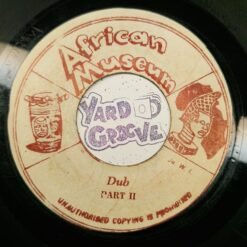 African
Museum
YARD
GROOVE
Dub
PART II
UNAUTHORISED COPYING IS PROHIBITED